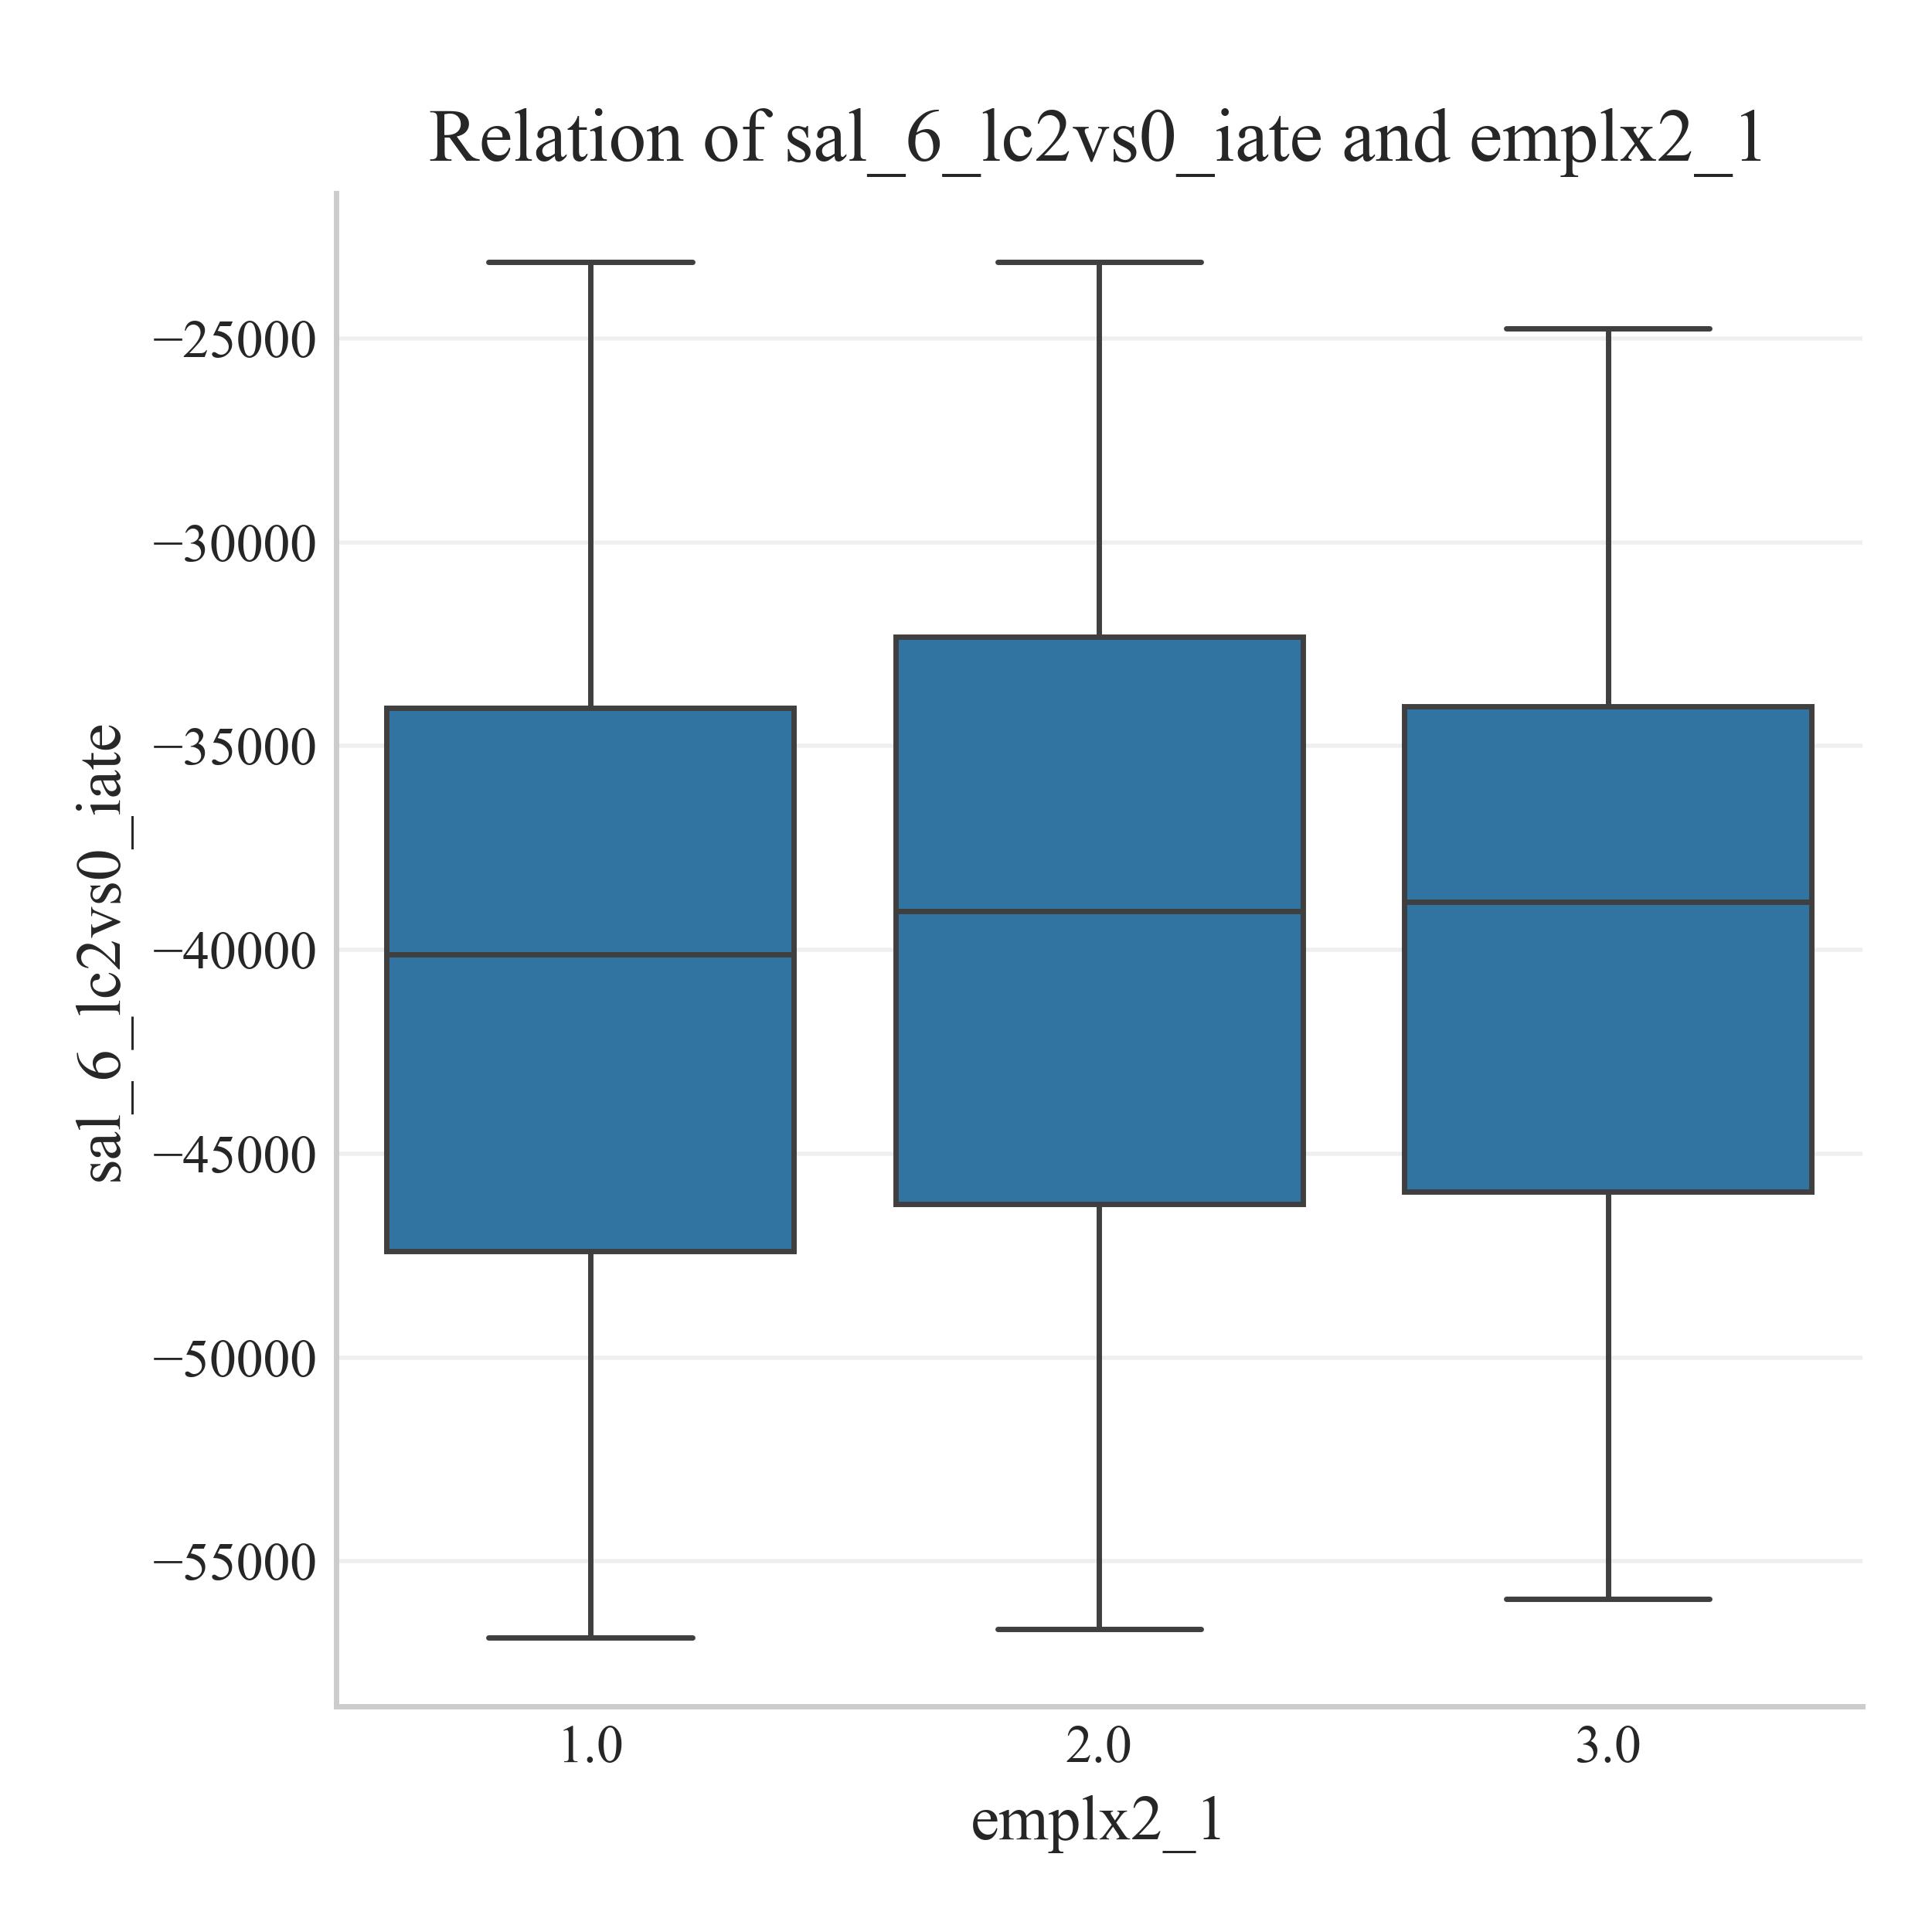 Relation of sal_6_lc2vs0_iate and emplx2_1
sal_6_lc2vs0_iate
−25000
−30000
−35000
−40000
−45000
−50000
−55000
1.0 2.0 3.0
emplx2_1